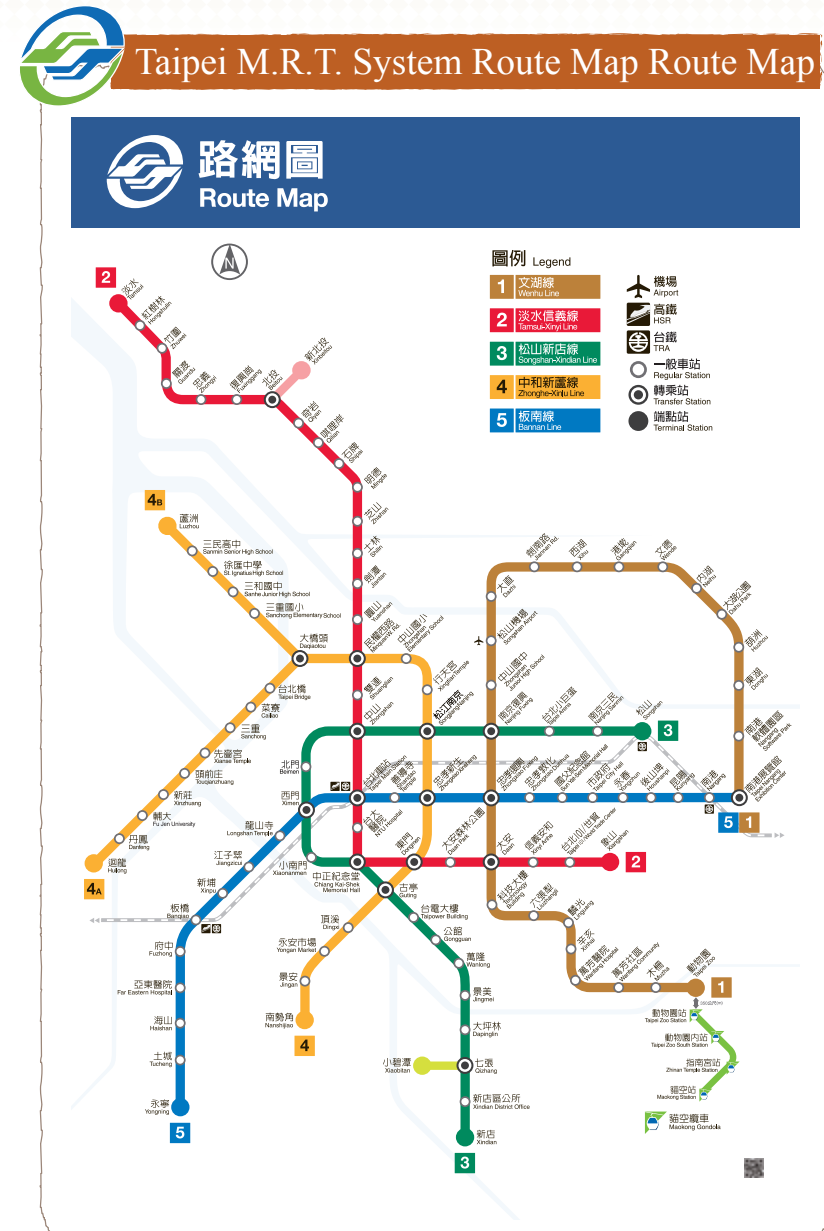 Taipei M.R.T. System Route Map Route Map
路網圖
Route Map
N
圖例 Legend
1 文湖線
Wenhu Line
2 淡水信義線
Tamsui-Xinyi Line
3 松山新店線
Songshan-Xindian Line
4 中和新蘆線
Zhonghe-Xinlu Line
5 板南線
Bannan Line
機場
Airport
高鐵
HSR
台鐵
TRA
一般車站
Regular Station
轉乘站
Transfer Station
端點站
Terminal Station
2
淡水
Tamsui
紅樹林
Hongshulin
竹圍
Zhuwei
關渡
Guandu
忠義
Zhongyi
復興崗
Fuxinggang
北投
Beitou
新北投
Xinbeitou
奇岩
Qiyan
唭哩岸
Qilian
石牌
Shipai
明德
Mingde
芝山
Zhishan
士林
Shilin
劍潭
Jiantan
圓山
Yuanshan
民權西路
Minquan W. Rd.
雙連
Shuanglian
中山
Zhongshan
4B
蘆洲
Luzhou
三民高中
Sanmin Senior High School
徐匯中學
St. Ignatius High School
三和國中
Sanhe Junior High School
三重國小
Sanchong Elementary School
大橋頭
Daqiaotou
台北橋
Taipei Bridge
菜寮
Cailiao
三重
Sanchong
先嗇宮
Xianse Temple
頭前庄
Touqianzhuang
新莊
Xinzhuang
輔大
Fu Jen University
丹鳳
Danfeng
迴龍
Huilong
4A
中山國小
Zhongshan Elementary School
行天宮
Xingtian Temple
松江南京
Songjiang Nanjing
劍南路
Jiannan Rd.
西湖
Xihu
港墘
Gangqian
文德
Wende
內湖
Neihu
大湖公園
Dahu Park
葫洲
Huzhou
東湖
Donghu
南港軟體園區
Nangang Software Park
南港展覽館
Taipei Nangang Exhibition Center
5 1
大直
Dazhi
松山機場
Songshan Airport
中山國中
Zhongshan Junior High School
南京復興
Nanjing Fuxing
台北小巨蛋
Taipei Arena
南京三民
Nanjing Sanmin
松山
Songshan
3
北門
Beimen
西門
Ximen
台北車站
Taipei Main Station
善導寺
Shandao Temple
忠孝新生
Zhongxiao Xinsheng
忠孝復興
Zhongxiao Fuxing
忠孝敦化
Zhongxiao Dunhua
國父紀念館
Sun Yat-Sen Memorial Hall
市政府
Taipei City Hall
永春
Yongchun
後山埤
Houshanpi
昆陽
Kunyang
南港
Nangang
龍山寺
Longshan Temple
江子翠
Jiangzicui
新埔
Xinpu
板橋
Banqiao
府中
Fuzhong
亞東醫院
Far Eastern Hospital
海山
Haishan
土城
Tucheng
永寧
Yongning
5
小南門
Xiaonanmen
台大醫院
NTU Hospital
中正紀念堂
Chiang Kai-Shek
Memorial Hall
東門
Dongmen
大安森林公園
Daan Park
大安
Daan
信義安和
Xinyi Anhe
台北101/世貿
Taipei 101/World Trade Center
象山
Xiangshan
2
古亭
Guting
頂溪
Dingxi
永安市場
Yongan Market
景安
Jingan
南勢角
Nanshijiao
4
台電大樓
Taipower Building
公館
Gongguan
萬隆
Wanlong
景美
Jingmei
大坪林
Dapinglin
七張
Qizhang
小碧潭
Xiaobitan
新店區公所
Xindian District Office
新店
Xindian
3
科技大樓
Technology Building
六張犁
Liuzhangli
麟光
Linguang
辛亥
Xinhai
萬芳醫院
Wanfang Hospital
萬芳社區
Wanfang Community
木柵
Muzha
動物園
Taipei Zoo
1
動物園站
Taipei Zoo Station
動物園內站
Taipei Zoo South Station
指南宮站
Zhinan Temple Station
貓空站
Maokong Station
貓空纜車
Maokong Gondola